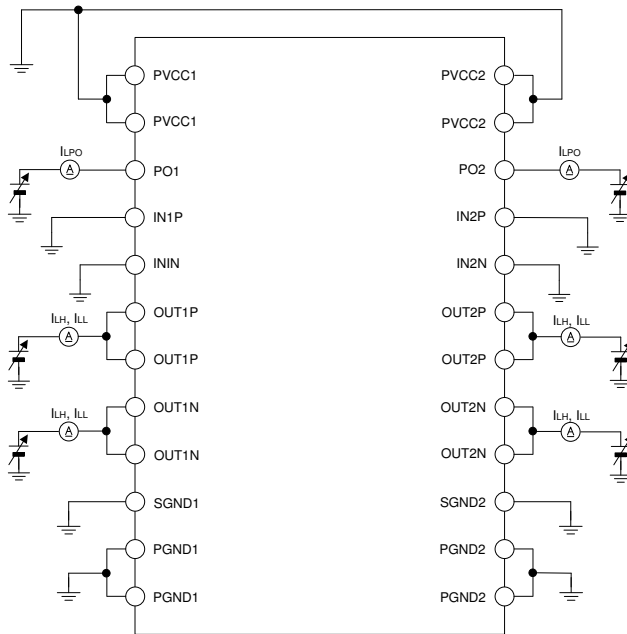 PVCC1
PVCC2
PVCC1
PVCC2
ILPO
A
PO1
PO2
ILPO
A
IN1P
IN2P
ININ
IN2N
OUT1P
OUT2P
ILH, ILL
A
ILH, ILL
A
OUT1P
OUT2P
OUT1N
OUT2N
ILH, ILL
A
ILH, ILL
A
OUT1N
OUT2N
SGND1
SGND2
PGND1
PGND2
PGND1
PGND2